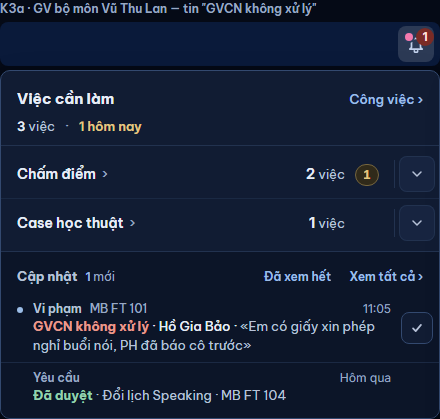 K3a · GV bộ môn Vũ Thu Lan — tin "GVCN không xử lý"
1
Việc cần làm
Công việc ›
3 việc · 1 hôm nay
Chấm điểm ›
2 việc 1
Case học thuật ›
1 việc
Cập nhật 1 mới
Đã xem hết Xem tất cả ›
Vi phạm MB FT 101 11:05
GVCN không xử lý · Hồ Gia Bảo · «Em có giấy xin phép
nghỉ buổi nói, PH đã báo cô trước»
Yêu cầu Hôm qua
Đã duyệt · Đổi lịch Speaking · MB FT 104